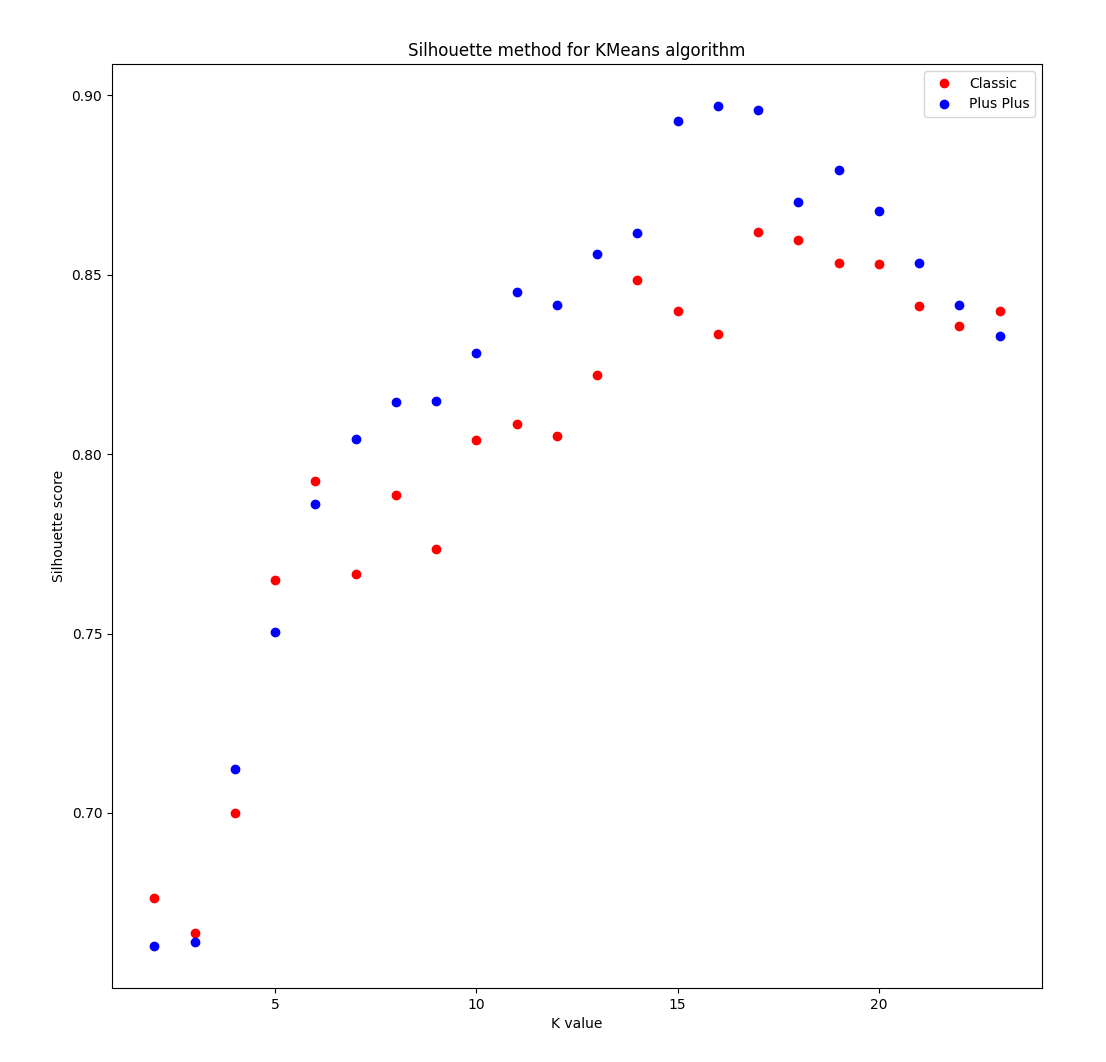 Silhouette method for KMeans algorithm
Classic
Plus Plus
0.90
0.85
0.80
0.75
0.70
Silhouette score
5 10 15 20
K value